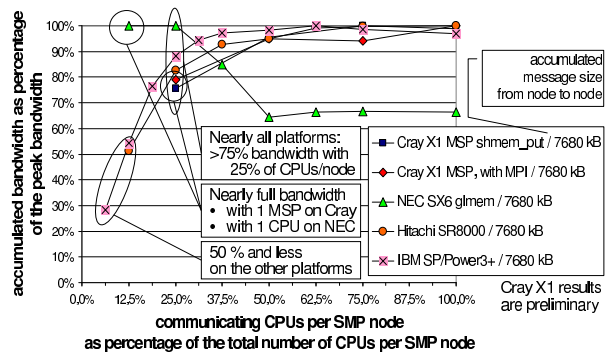 accumulated bandwidth as percentage
of the peak bandwidth
100%
90%
80%
70%
60%
50%
40%
30%
20%
10%
0%
0,0%
12,5%
25,0%
37,5%
50,0%
62,5%
75,0%
87,5%
100,0%
communicating CPUs per SMP node
as percentage of the total number of CPUs per SMP node
accumulated
message size
from node to node
Nearly all platforms:
>75% bandwidth with
25% of CPUs/node
Nearly full bandwidth
• with 1 MSP on Cray
• with 1 CPU on NEC
50 % and less
on the other platforms
Cray X1 MSP shmem_put / 7680 kB
Cray X1 MSP, with MPI / 7680 kB
NEC SX6 glmem / 7680 kB
Hitachi SR8000 / 7680 kB
IBM SP/Power3+ / 7680 kB
Cray X1 results
are preliminary